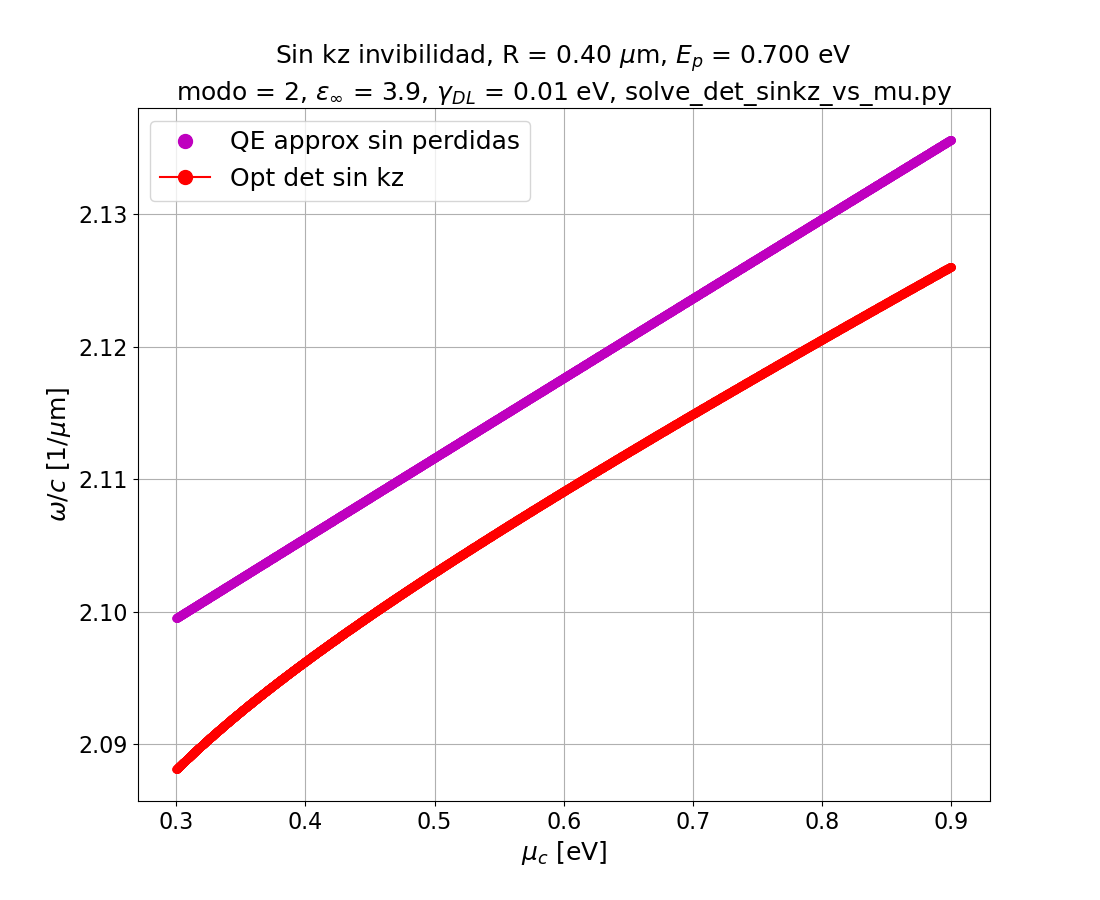 Sin kz invibilidad, R = 0.40 μm, E_p = 0.700 eV
modo = 2, ε_∞ = 3.9, γ_DL = 0.01 eV, solve_det_sinkz_vs_mu.py
QE approx sin perdidas
Opt det sin kz
2.13
2.12
2.11
2.10
2.09
ω/c [1/μm]
0.3 0.4 0.5 0.6 0.7 0.8 0.9
μ_c [eV]